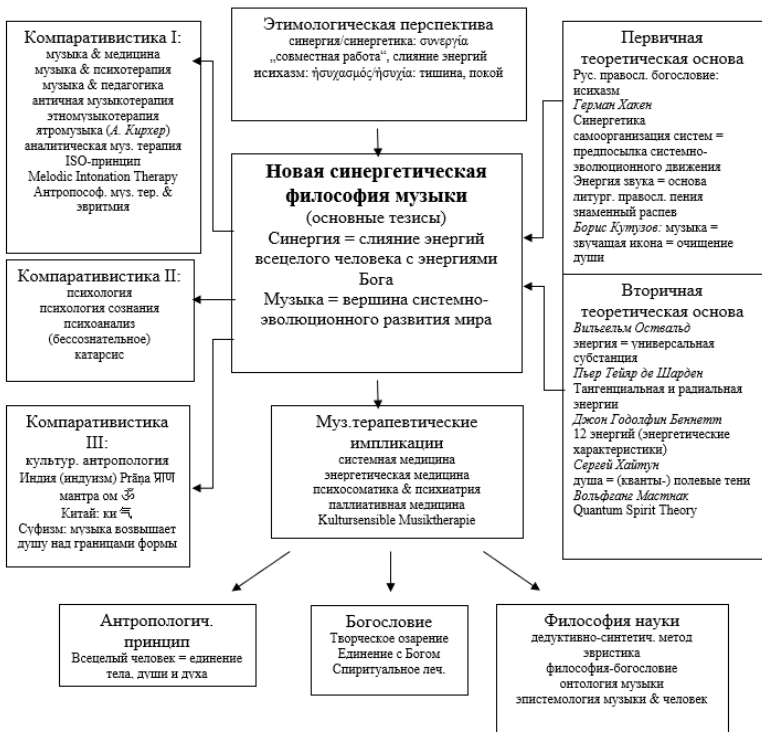 Компаративистика I:
музыка & медицина
музыка & психотерапия
музыка & педагогика
античная музыкотерапия
этномузыкотерапия
ятромузыка (А. Кирхер)
аналитическая муз. терапия
ISO-принцип
Melodic Intonation Therapy
Антропософ. муз. тер. &
эвритмия
Этимологическая перспектива
синергия/синергетика: συνεργία
„совместная работа“, слияние энергий
исихазм: ἡσυχασμός/ἡσυχία: тишина, покой
Первичная
теоретическая основа
Рус. правосл. богословие:
исихазм
Герман Хакен
Синергетика
самоорганизация систем =
предпосылка системно-
эволюционного движения
Энергия звука = основа
литург. правосл. пения
знаменный распев
Борис Кутузов: музыка =
звучащая икона = очищение
души
Новая синергетическая
философия музыки
(основные тезисы)
Синергия = слияние энергий
всецелого человека с энергиями
Бога
Музыка = вершина системно-
эволюционного развития мира
Компаративистика II:
психология
психология сознания
психоанализ
(бессознательное)
катарсис
Вторичная
теоретическая основа
Вильгельм Оствальд
энергия = универсальная
субстанция
Пьер Тейяр де Шарден
Тангенциальная и радиальная
энергии
Джон Годолфин Беннетт
12 энергий (энергетические
характеристики)
Сергей Хайтун
душа = (кванты-) полевые тени
Вольфганг Мастнак
Quantum Spirit Theory
Компаративистика
III:
культур. антропология
Индия (индуизм) Prāṇa प्राण
мантра ом ॐ
Китай: ки 气
Суфизм: музыка возвышает
душу над границами формы
Муз.терапевтические
импликации
системная медицина
энергетическая медицина
психосоматика & психиатрия
паллиативная медицина
Kultursensible Musiktherapie
Антропологич.
принцип
Всецелый человек = единение
тела, души и духа
Богословие
Творческое озарение
Единение с Богом
Спиритуальное леч.
Философия науки
дедуктивно-синтетич. метод
эвристика
философия-богословие
онтология музыки
эпистемология музыки & человек